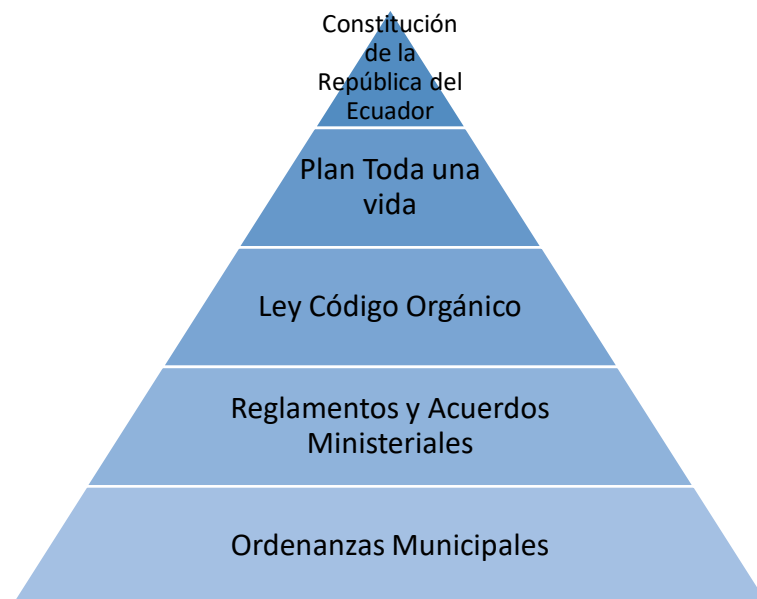 Constitución
de la
República del
Ecuador
Plan Toda una
vida
Ley Código Orgánico
Reglamentos y Acuerdos
Ministeriales
Ordenanzas Municipales